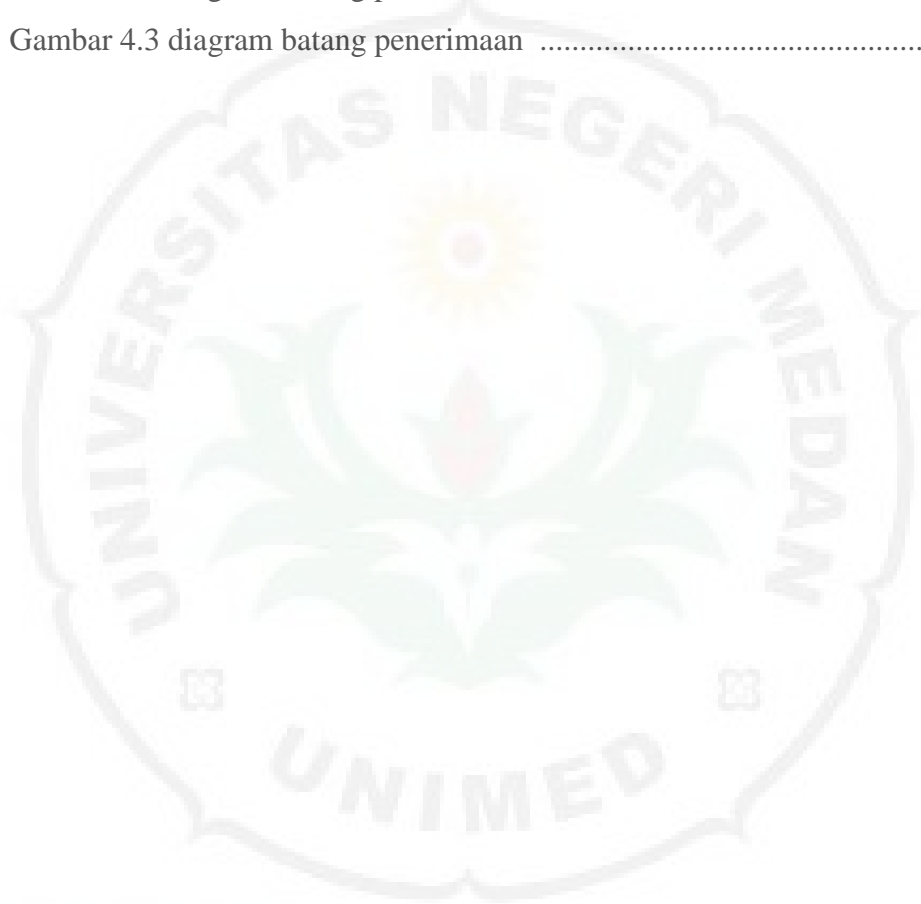 Gambar 4.3 diagram batang penerimaan ................................................
UNIVERSITAS NEGERI MEDAN
UNIMED